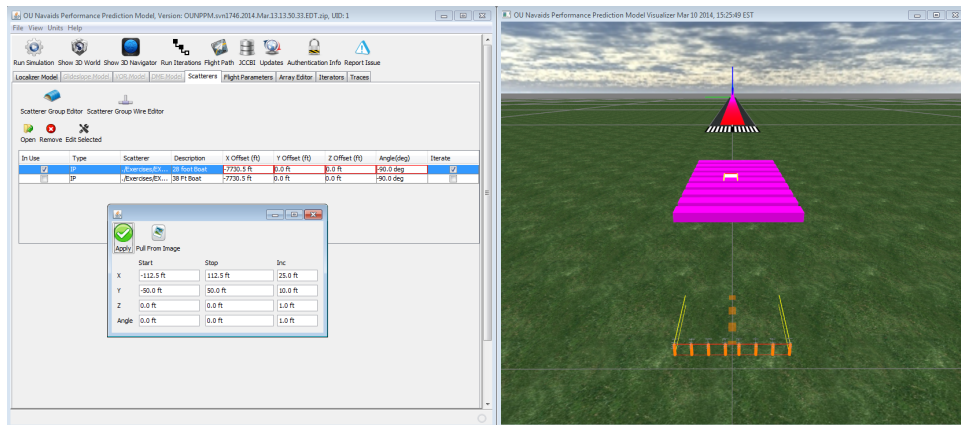 OU Navaids Performance Prediction Model, Version: OUNPPM.svn1746.2014.Mar.13.13.50.33.EDT.zip, UID: 1
File View Units Help
Run Simulation Show 3D World Show 3D Navigator Run Iterations Flight Path JCCBI Updates Authentication Info Report Issue
Localizer Model Glideslope Model VOR Model DME Model Scatterers Flight Parameters Array Editor Iterators Traces
Scatterer Group Editor Scatterer Group Wire Editor
Open Remove Edit Selected
In Use Type Scatterer Description X Offset (ft) Y Offset (ft) Z Offset (ft) Angle(deg) Iterate
IP ./Exercises/EX... 28 foot Boat -7730.5 ft 0.0 ft 0.0 ft -90.0 deg
IP ./Exercises/EX... 38 Ft Boat -7730.5 ft 0.0 ft 0.0 ft -90.0 deg
Apply Pull From Image
Start Stop Inc
X -112.5 ft 112.5 ft 25.0 ft
Y -50.0 ft 50.0 ft 10.0 ft
Z 0.0 ft 0.0 ft 1.0 ft
Angle 0.0 ft 0.0 ft 1.0 ft
OU Navaids Performance Prediction Model Visualizer Mar 10 2014, 15:25:49 EST